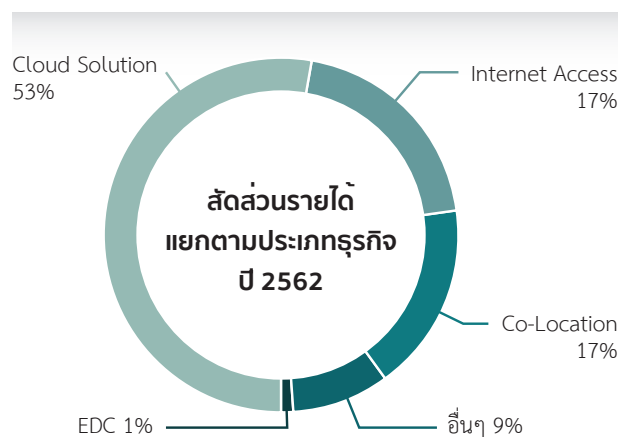 Cloud Solution
53%
Internet Access
17%
สัดส่วนรายได้
แยกตามประเภทธุรกิจ
ปี 2562
Co-Location
17%
EDC 1%
อื่นๆ 9%